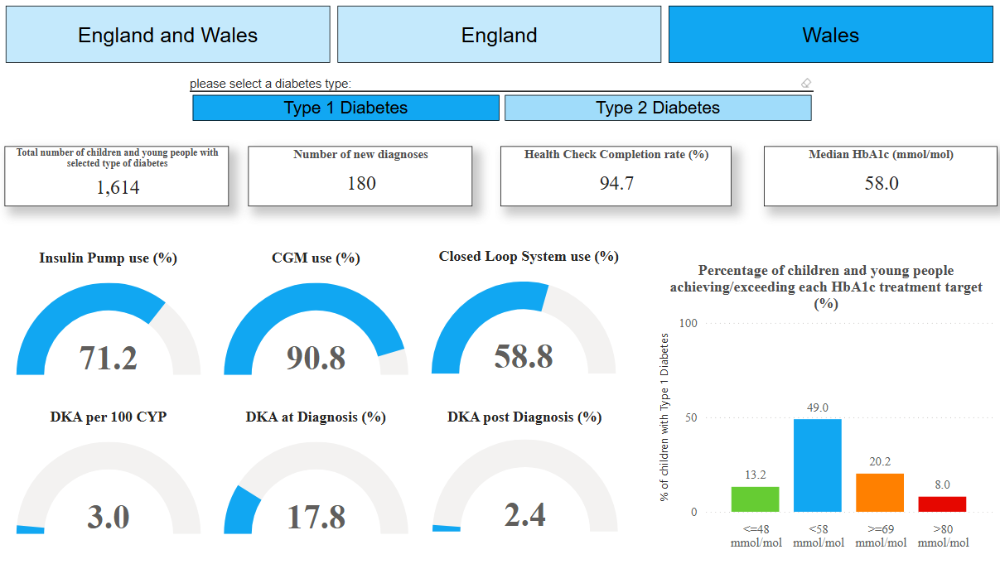 England and Wales
England
Wales
please select a diabetes type:
Type 1 Diabetes
Type 2 Diabetes
Total number of children and young people with
selected type of diabetes
1,614
Number of new diagnoses
180
Health Check Completion rate (%)
94.7
Median HbA1c (mmol/mol)
58.0
Insulin Pump use (%)
71.2
CGM use (%)
90.8
Closed Loop System use (%)
58.8
DKA per 100 CYP
3.0
DKA at Diagnosis (%)
17.8
DKA post Diagnosis (%)
2.4
Percentage of children and young people
achieving/exceeding each HbA1c treatment target
(%)
% of children with Type 1 Diabetes
100
50
0
13.2
49.0
20.2
8.0
<=48
mmol/mol
<58
mmol/mol
>=69
mmol/mol
>80
mmol/mol